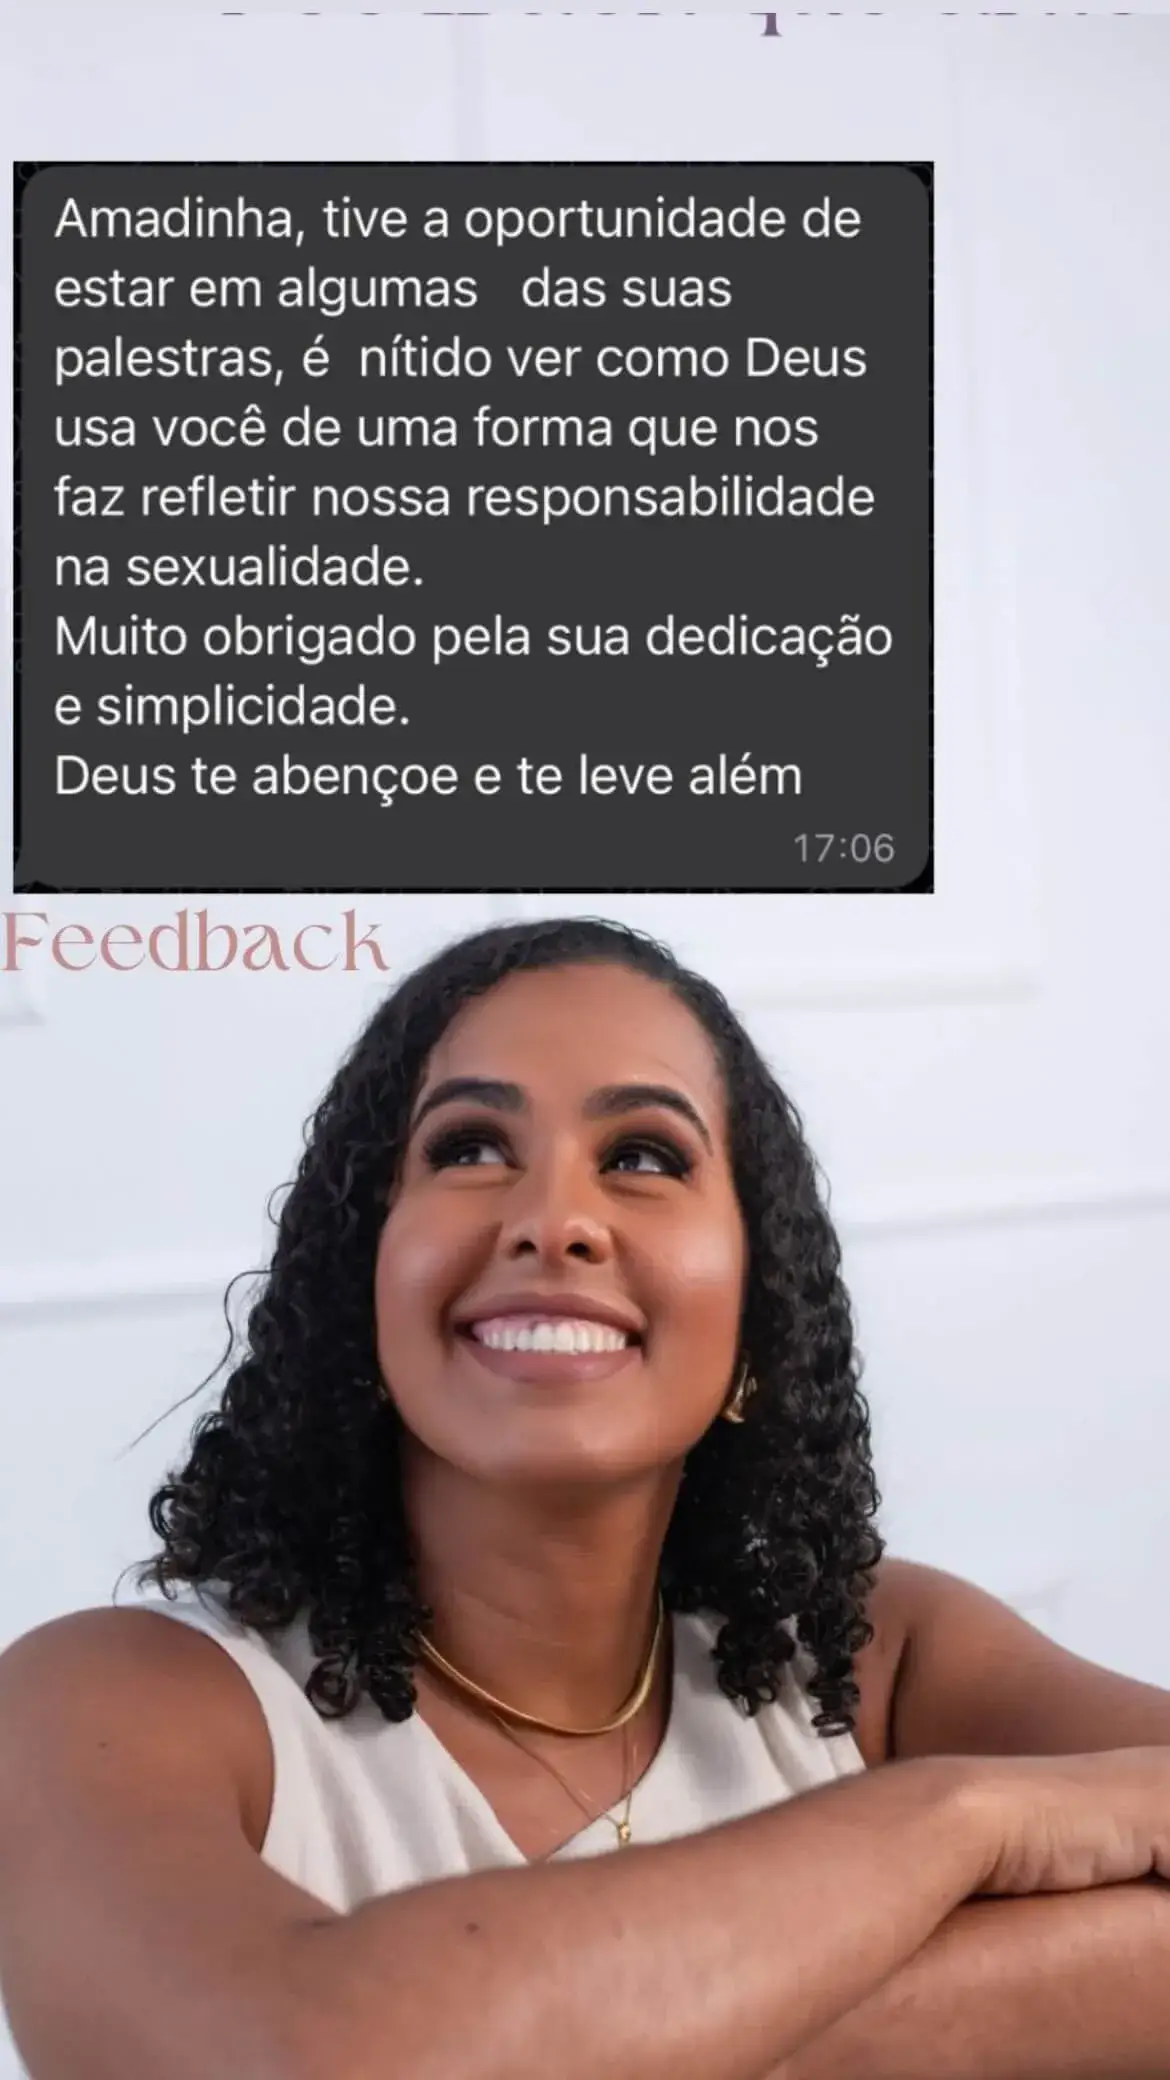 Amadinha, tive a oportunidade de
estar em algumas   das suas
palestras, é  nítido ver como Deus
usa você de uma forma que nos
faz refletir nossa responsabilidade
na sexualidade.
Muito obrigado pela sua dedicação
e simplicidade.
Deus te abençoe e te leve além
17:06
Feedback